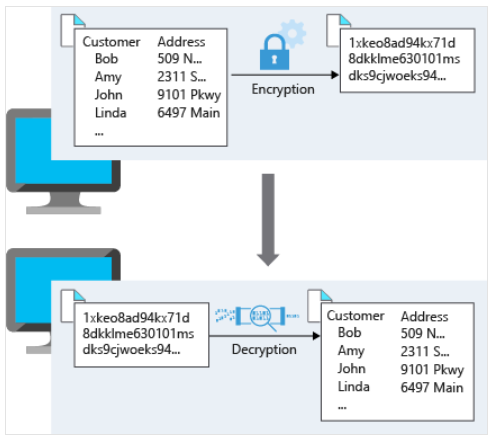 Customer Address
Bob 509 N...
Amy 2311 S...
John 9101 Pkwy
Linda 6497 Main
...
Encryption
1xkeo8ad94kx71d
8dkklme630101ms
dks9cjwoeks94...
1xkeo8ad94kx71d
8dkklme630101ms
dks9cjwoeks94...
Decryption
Customer Address
Bob 509 N...
Amy 2311 S...
John 9101 Pkwy
Linda 6497 Main
...